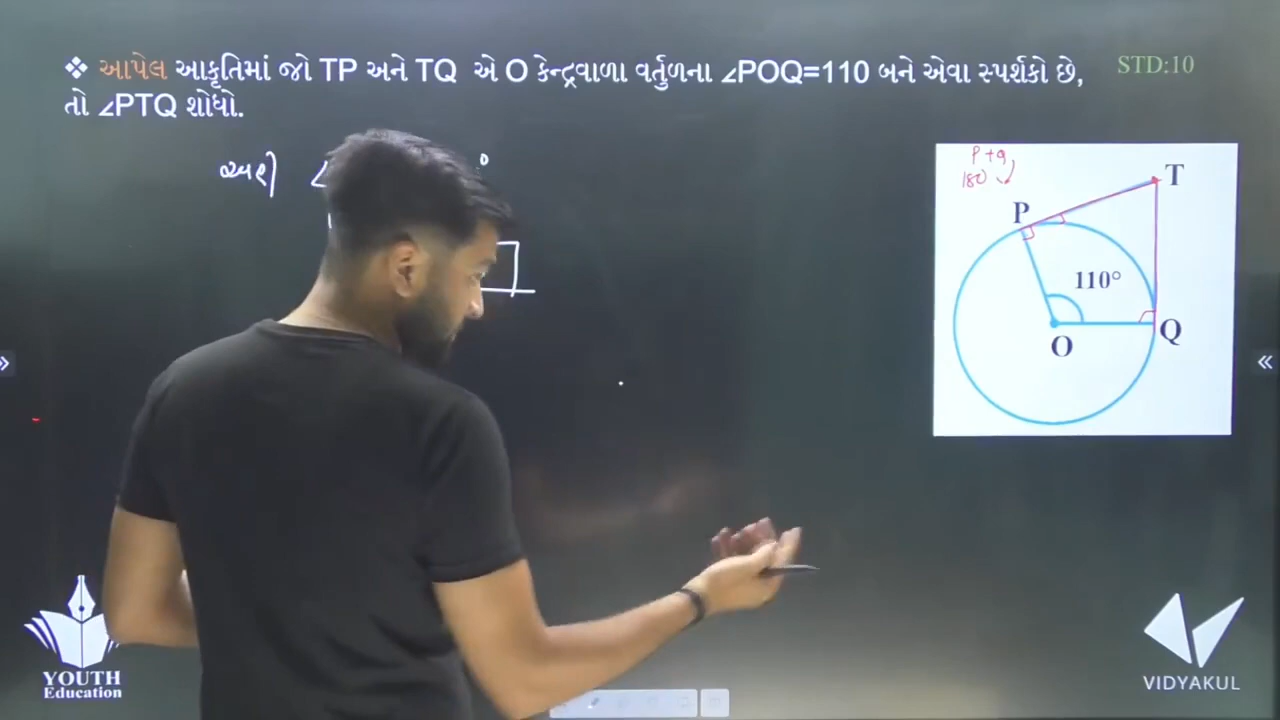 ❖ આપેલ આકૃતિમાં જો TP અને TQ એ O કેન્દ્રવાળા વર્તુળના ∠POQ=110 બને એવા સ્પર્શકો છે,
તો ∠PTQ શોધો.
STD:10
અહી ∠
P+Q
180
T
P
110°
O
Q
YOUTH
Education
VIDYAKUL